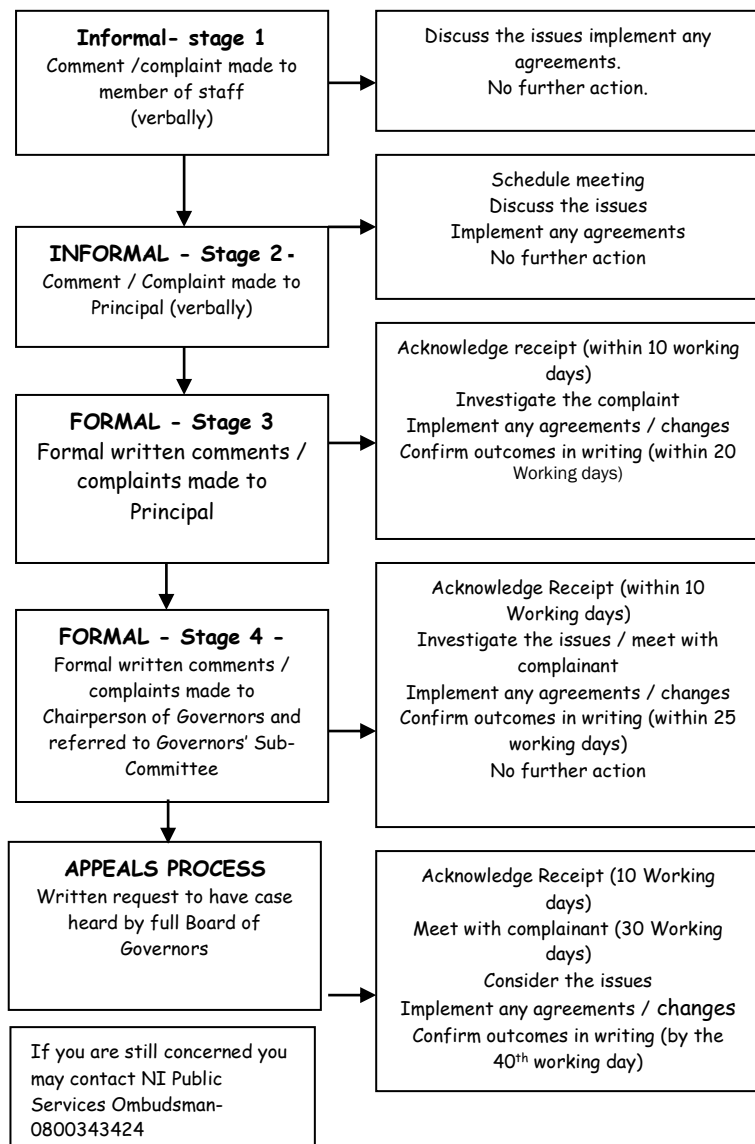 Informal- stage 1
Comment /complaint made to
member of staff
(verbally)
Discuss the issues implement any
agreements.
No further action.
INFORMAL - Stage 2-
Comment / Complaint made to
Principal (verbally)
Schedule meeting
Discuss the issues
Implement any agreements
No further action
FORMAL - Stage 3
Formal written comments /
complaints made to
Principal
Acknowledge receipt (within 10 working
days)
Investigate the complaint
Implement any agreements / changes
Confirm outcomes in writing (within 20
Working days)
FORMAL - Stage 4 -
Formal written comments /
complaints made to
Chairperson of Governors and
referred to Governors' Sub-
Committee
Acknowledge Receipt (within 10
Working days)
Investigate the issues / meet with
complainant
Implement any agreements / changes
Confirm outcomes in writing (within 25
working days)
No further action
APPEALS PROCESS
Written request to have case
heard by full Board of
Governors
Acknowledge Receipt (10 Working
days)
Meet with complainant (30 Working
days)
Consider the issues
Implement any agreements / changes
Confirm outcomes in writing (by the
40th working day)
If you are still concerned you
may contact NI Public
Services Ombudsman-
0800343424